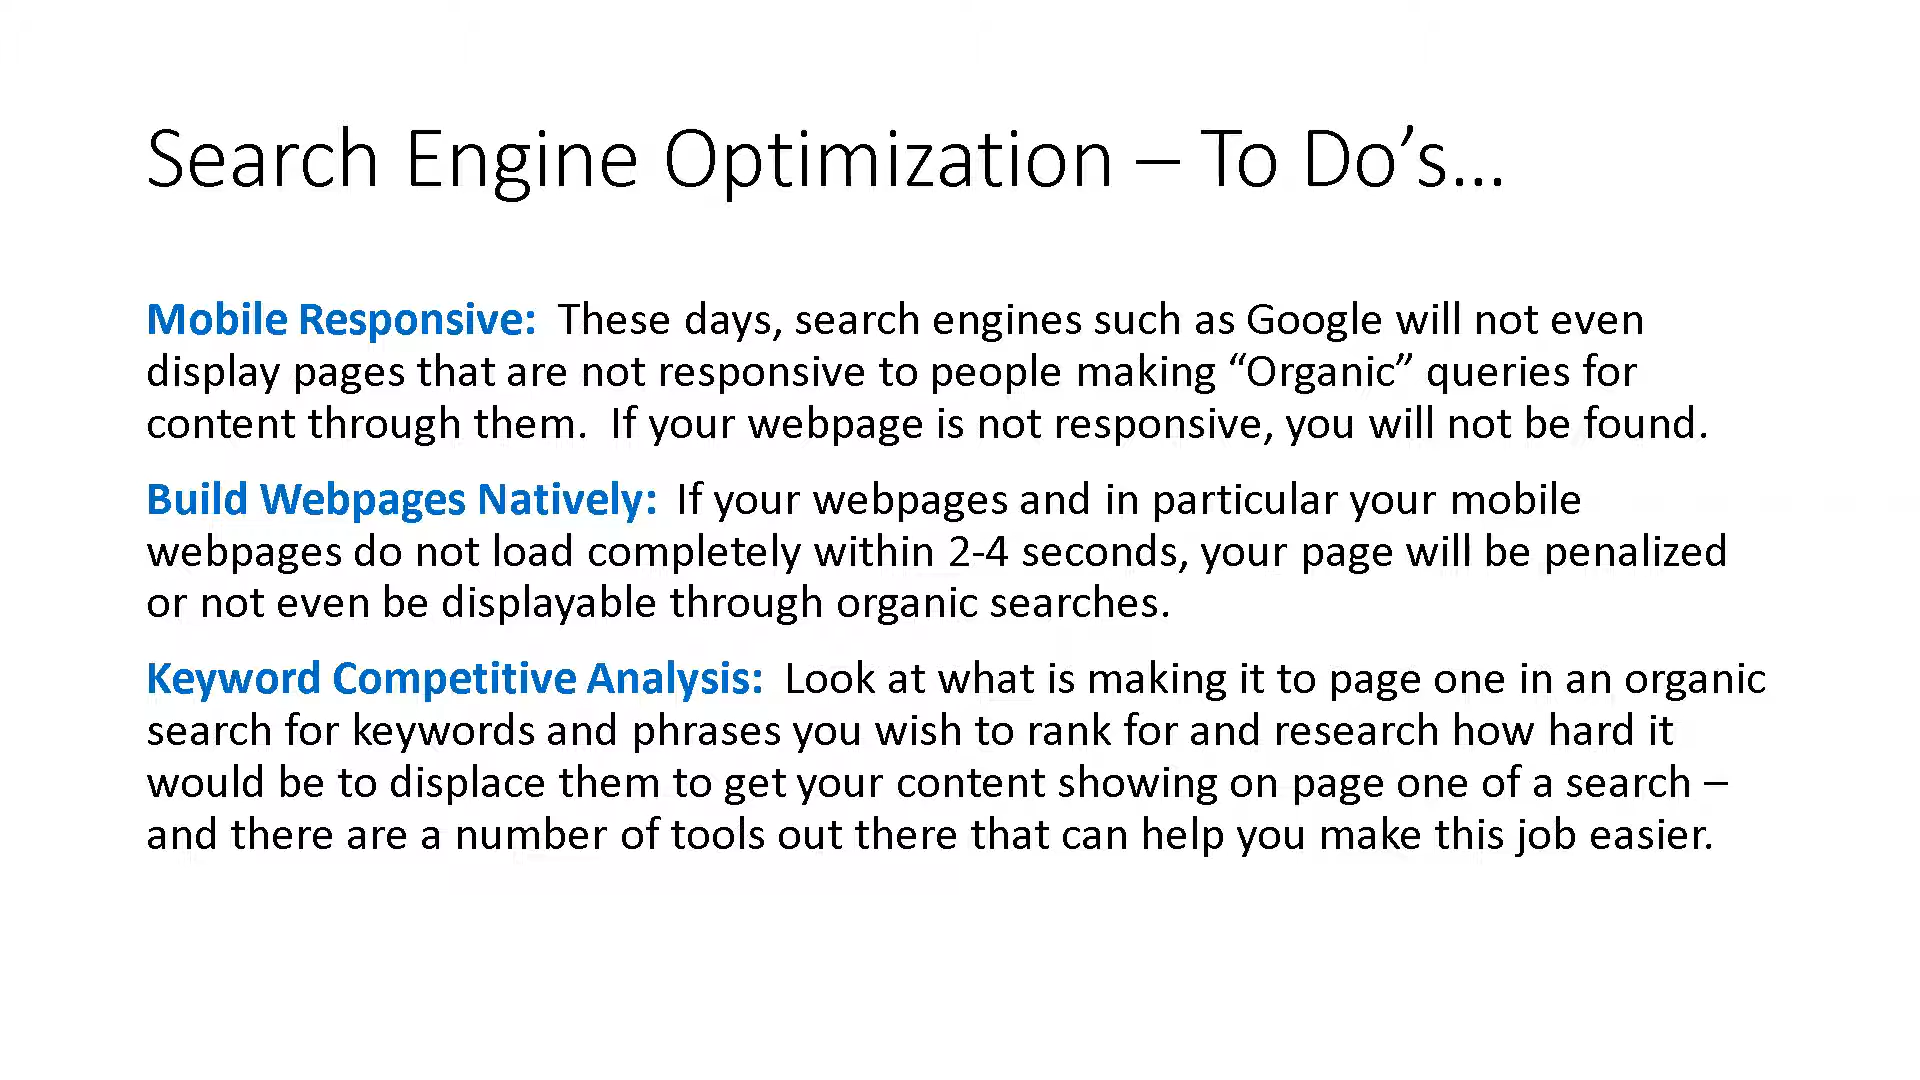 Search Engine Optimization – To Do’s…
Mobile Responsive:  These days, search engines such as Google will not even
display pages that are not responsive to people making “Organic” queries for
content through them.  If your webpage is not responsive, you will not be found.
Build Webpages Natively:  If your webpages and in particular your mobile
webpages do not load completely within 2-4 seconds, your page will be penalized
or not even be displayable through organic searches.
Keyword Competitive Analysis:  Look at what is making it to page one in an organic
search for keywords and phrases you wish to rank for and research how hard it
would be to displace them to get your content showing on page one of a search –
and there are a number of tools out there that can help you make this job easier.